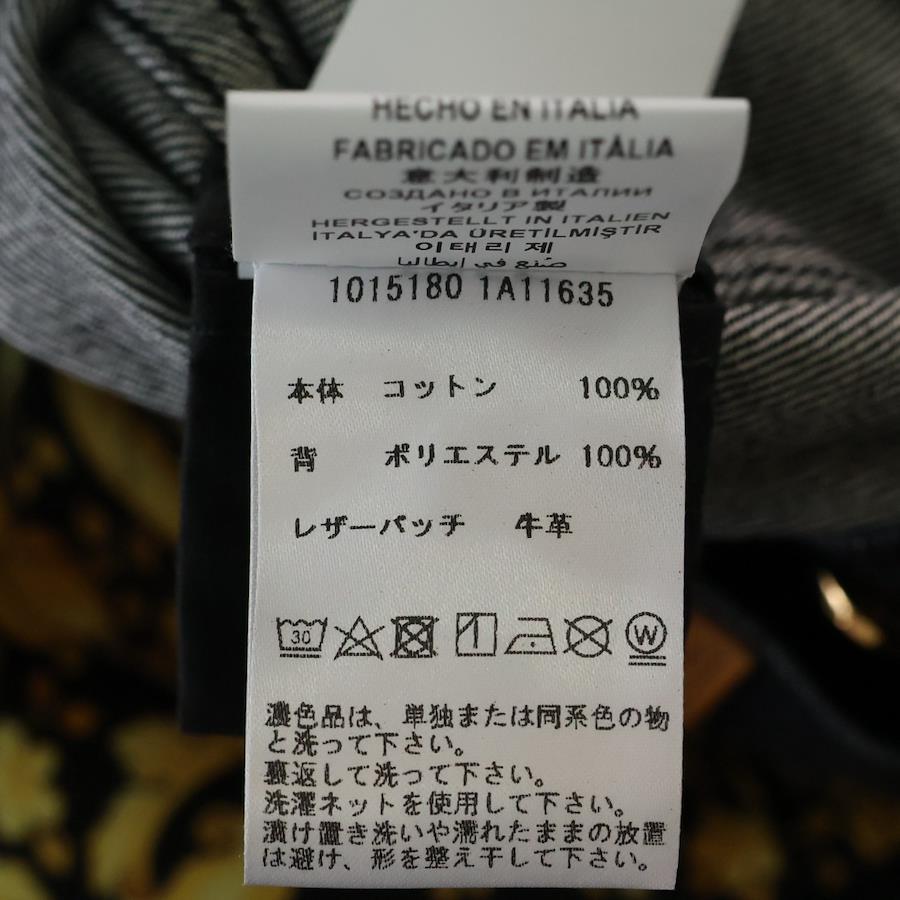 HECHO EN ITALIA
FABRICADO EM ITÀLIA
意大利制造
СОЗДАНО В ИТАЛИИ
イタリア製
HERGESTELLT IN ITALIEN
İTALYA'DA ÜRETİLMİŞTİR
이태리제
صنع في إيطاليا
1015180 1A11635
本体 コットン 100%
背 ポリエステル 100%
レザーパッチ 牛革
30
W
濃色品は、単独または同系色の物
と洗って下さい。
裏返して洗って下さい。
洗濯ネットを使用して下さい。
漬け置き洗いや濡れたままの放置
は避け、形を整え干して下さい。